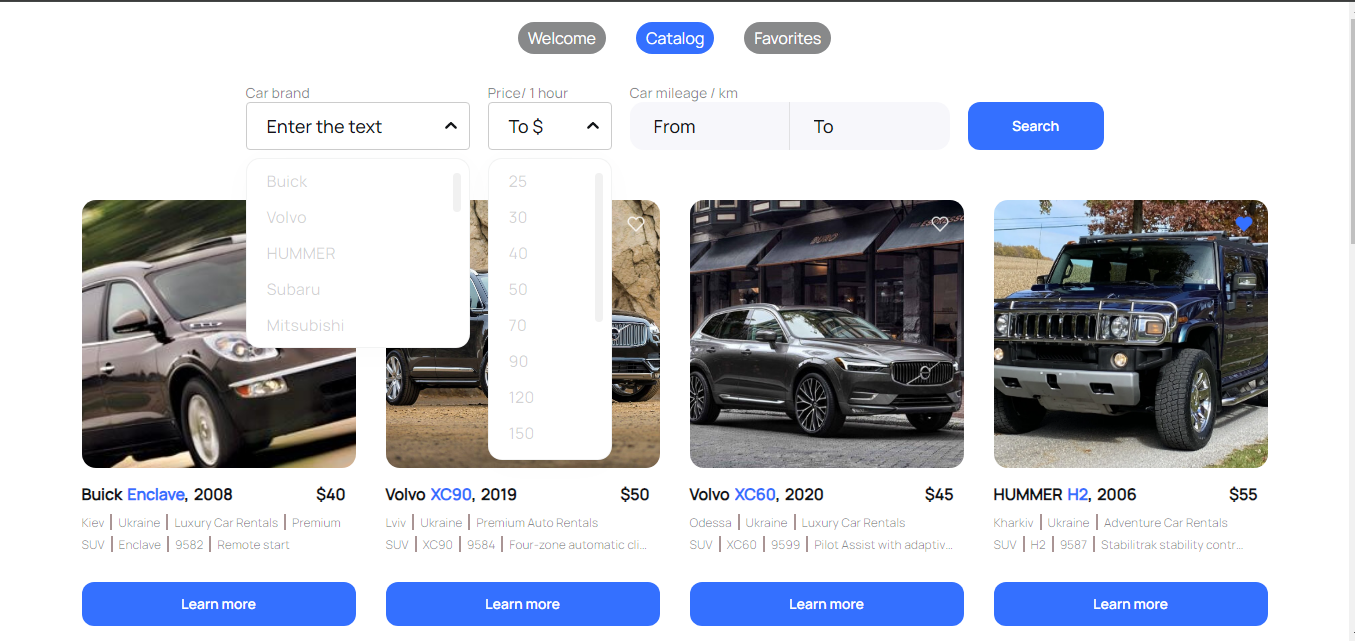 Welcome
Catalog
Favorites
Car brand
Price/ 1 hour
Car mileage / km
Enter the text
To $
From
To
Search
Buick
Volvo
HUMMER
Subaru
Mitsubishi
25
30
40
50
70
90
120
150
Buick Enclave, 2008
$40
Kiev | Ukraine | Luxury Car Rentals | Premium
SUV | Enclave | 9582 | Remote start
Learn more
Volvo XC90, 2019
$50
Lviv | Ukraine | Premium Auto Rentals
SUV | XC90 | 9584 | Four-zone automatic cli...
Learn more
Volvo XC60, 2020
$45
Odessa | Ukraine | Luxury Car Rentals
SUV | XC60 | 9599 | Pilot Assist with adaptiv...
Learn more
HUMMER H2, 2006
$55
Kharkiv | Ukraine | Adventure Car Rentals
SUV | H2 | 9587 | Stabilitrak stability contr...
Learn more